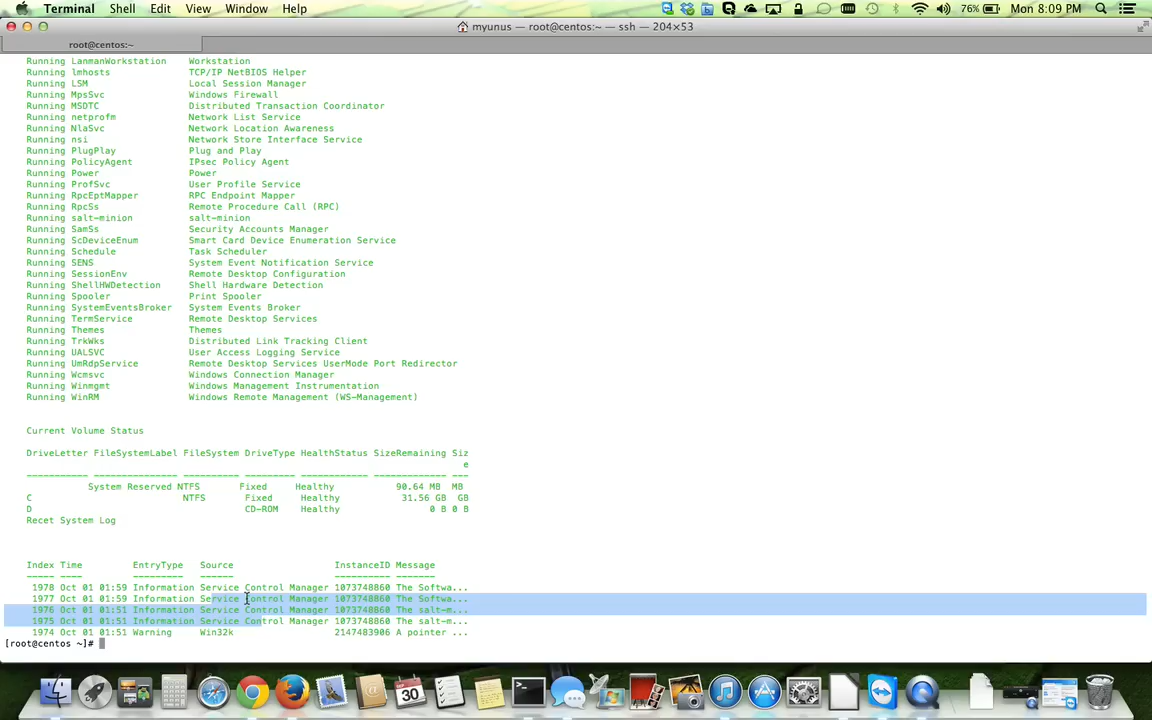 Terminal Shell Edit View Window Help 76% Mon 8:09 PM
myunus — root@centos:~ — ssh — 204×53
root@centos:~
Running LanmanWorkstation Workstation
Running lmhosts TCP/IP NetBIOS Helper
Running LSM Local Session Manager
Running MpsSvc Windows Firewall
Running MSDTC Distributed Transaction Coordinator
Running netprofm Network List Service
Running NlaSvc Network Location Awareness
Running nsi Network Store Interface Service
Running PlugPlay Plug and Play
Running PolicyAgent IPsec Policy Agent
Running Power Power
Running ProfSvc User Profile Service
Running RpcEptMapper RPC Endpoint Mapper
Running RpcSs Remote Procedure Call (RPC)
Running salt-minion salt-minion
Running SamSs Security Accounts Manager
Running ScDeviceEnum Smart Card Device Enumeration Service
Running Schedule Task Scheduler
Running SENS System Event Notification Service
Running SessionEnv Remote Desktop Configuration
Running ShellHWDetection Shell Hardware Detection
Running Spooler Print Spooler
Running SystemEventsBroker System Events Broker
Running TermService Remote Desktop Services
Running Themes Themes
Running TrkWks Distributed Link Tracking Client
Running UALSVC User Access Logging Service
Running UmRdpService Remote Desktop Services UserMode Port Redirector
Running Wcmsvc Windows Connection Manager
Running Winmgmt Windows Management Instrumentation
Running WinRM Windows Remote Management (WS-Management)
Current Volume Status
DriveLetter FileSystemLabel FileSystem DriveType HealthStatus SizeRemaining Siz
e
----------- --------------- ---------- --------- ------------ ------------- ---
System Reserved NTFS Fixed Healthy 90.64 MB MB
C NTFS Fixed Healthy 31.56 GB GB
D CD-ROM Healthy 0 B 0 B
Recet System Log
Index Time EntryType Source InstanceID Message
----- ---- --------- ------ ---------- -------
1978 Oct 01 01:59 Information Service Control Manager 1073748860 The Softwa...
1977 Oct 01 01:59 Information Service Control Manager 1073748860 The Softwa...
1976 Oct 01 01:51 Information Service Control Manager 1073748860 The salt-m...
1975 Oct 01 01:51 Information Service Control Manager 1073748860 The salt-m...
1974 Oct 01 01:51 Warning Win32k 2147483906 A pointer ...
[root@centos ~]#
30